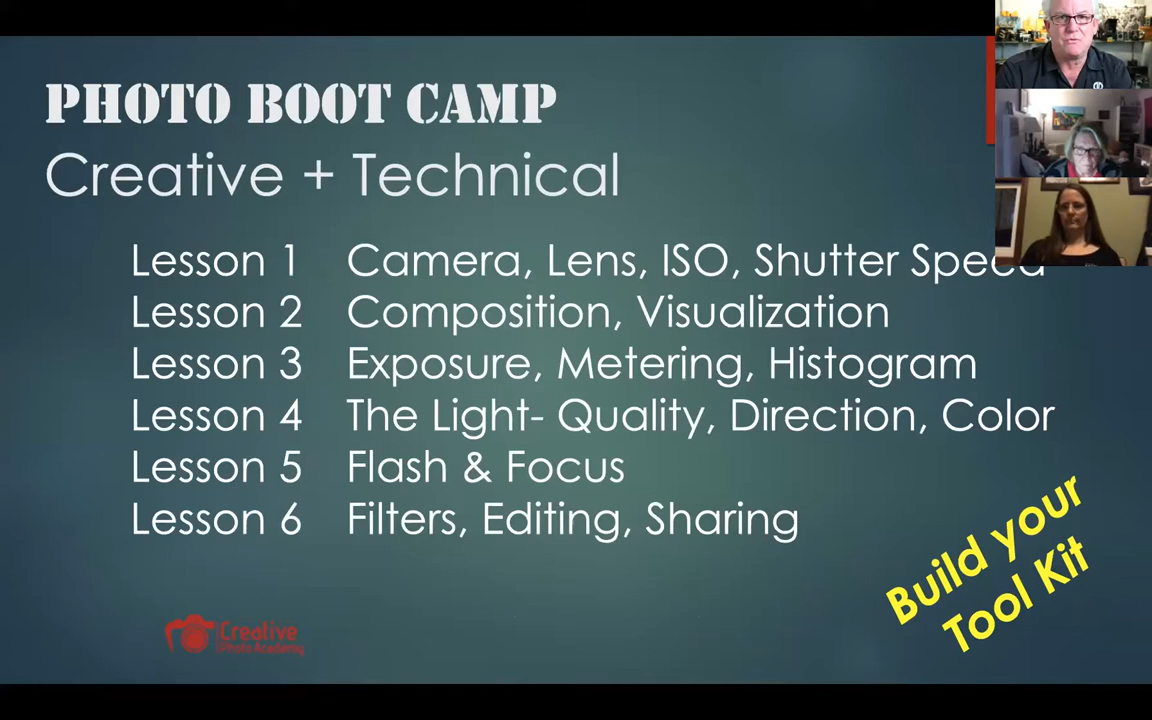 PHOTO BOOT CAMP
Creative + Technical
Lesson 1 Camera, Lens, ISO, Shutter Speed
Lesson 2 Composition, Visualization
Lesson 3 Exposure, Metering, Histogram
Lesson 4 The Light- Quality, Direction, Color
Lesson 5 Flash & Focus
Lesson 6 Filters, Editing, Sharing
Build your
Tool Kit
Creative
Photo Academy